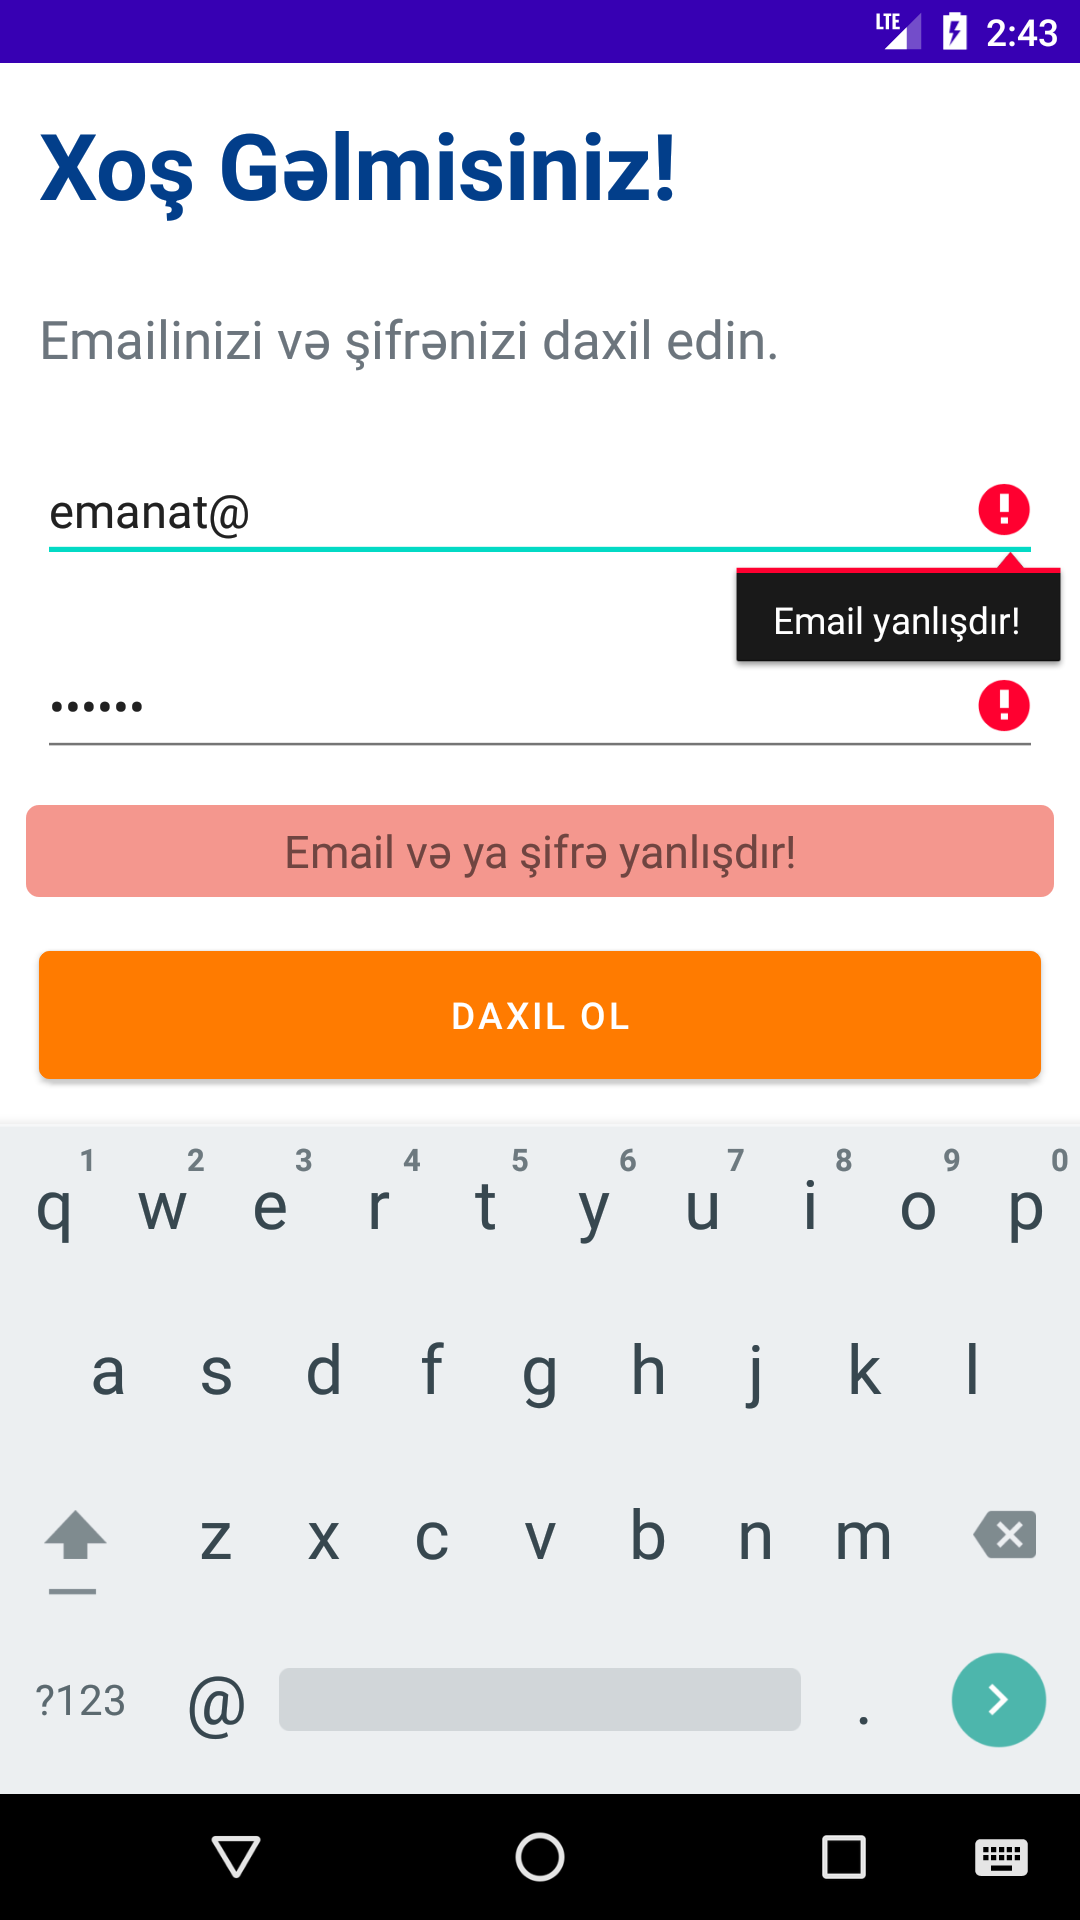 LTE 2:43
Xoş Gəlmisiniz!
Emailinizi və şifrənizi daxil edin.
emanat@
Email yanlışdır!
••••••
Email və ya şifrə yanlışdır!
DAXIL OL
1 2 3 4 5 6 7 8 9 0
q w e r t y u i o p
a s d f g h j k l
z x c v b n m
?123 @ .